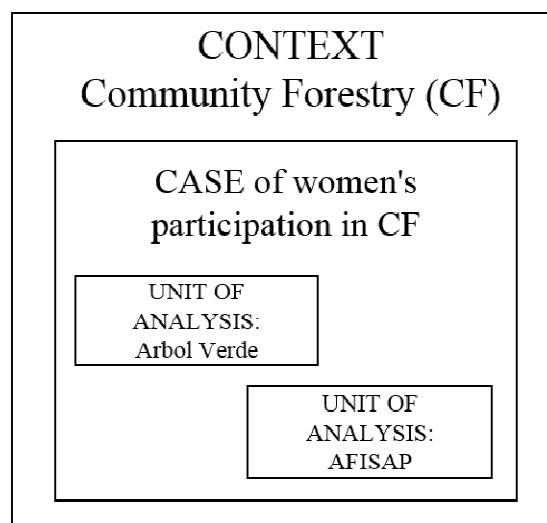 CONTEXT
Community Forestry (CF)
CASE of women's
participation in CF
UNIT OF
ANALYSIS:
Arbol Verde
UNIT OF
ANALYSIS:
AFISAP